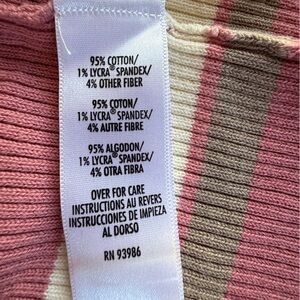 95% COTTON/
1% LYCRA® SPANDEX/
4% OTHER FIBER
95% COTON/
1% LYCRA® SPANDEX/
4% AUTRE FIBRE
95% ALGODON/
1% LYCRA® SPANDEX/
4% OTRA FIBRA
OVER FOR CARE
INSTRUCTIONS AU REVERS
INSTRUCCIONES DE LIMPIEZA
AL DORSO
RN 93986